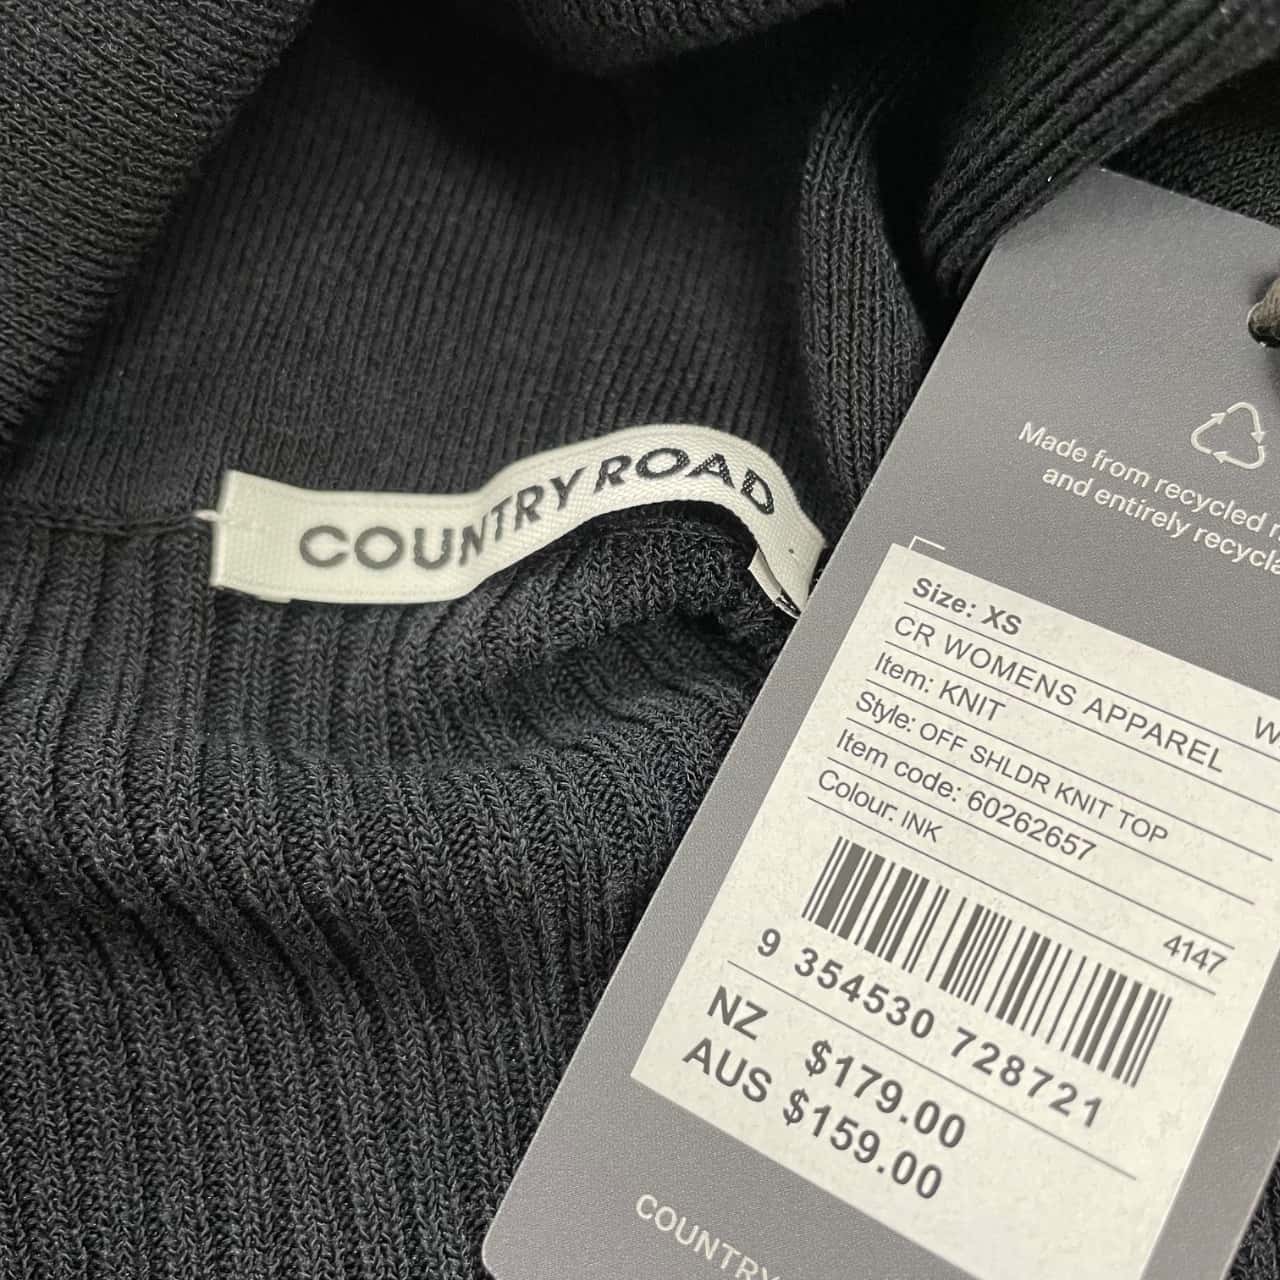 COUNTRY ROAD
Made from recycled
and entirely
Size: XS
CR WOMENS APPAREL
Item: KNIT
Style: OFF SHLDR KNIT TOP
Item code: 60262657
Colour: INK
4147
9 354530 728721
NZ $179.00
AUS $159.00
COUNTRY